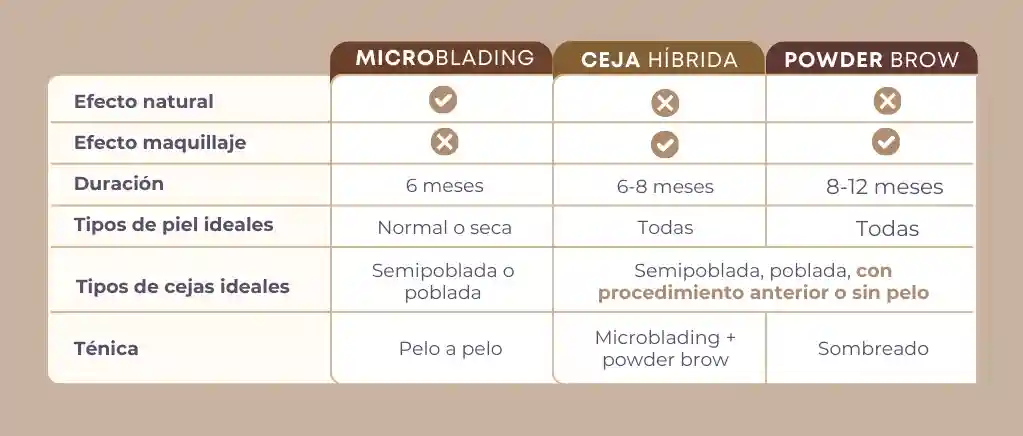 MICROBLADING CEJA HÍBRIDA POWDER BROW
Efecto natural
Efecto maquillaje
Duración 6 meses 6-8 meses 8-12 meses
Tipos de piel ideales Normal o seca Todas Todas
Tipos de cejas ideales
Semipoblada o
poblada
Semipoblada, poblada, con
procedimiento anterior o sin pelo
Ténica
Pelo a pelo
Microblading +
powder brow
Sombreado